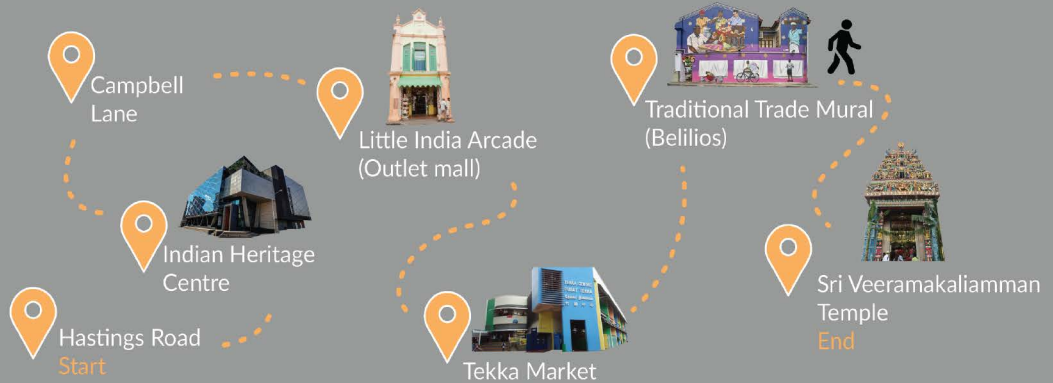 Campbell
Lane
Little India Arcade
(Outlet mall)
Traditional Trade Mural
(Belilios)
Indian Heritage
Centre
Sri Veeramakaliamman
Temple
End
Hastings Road
Start
Tekka Market